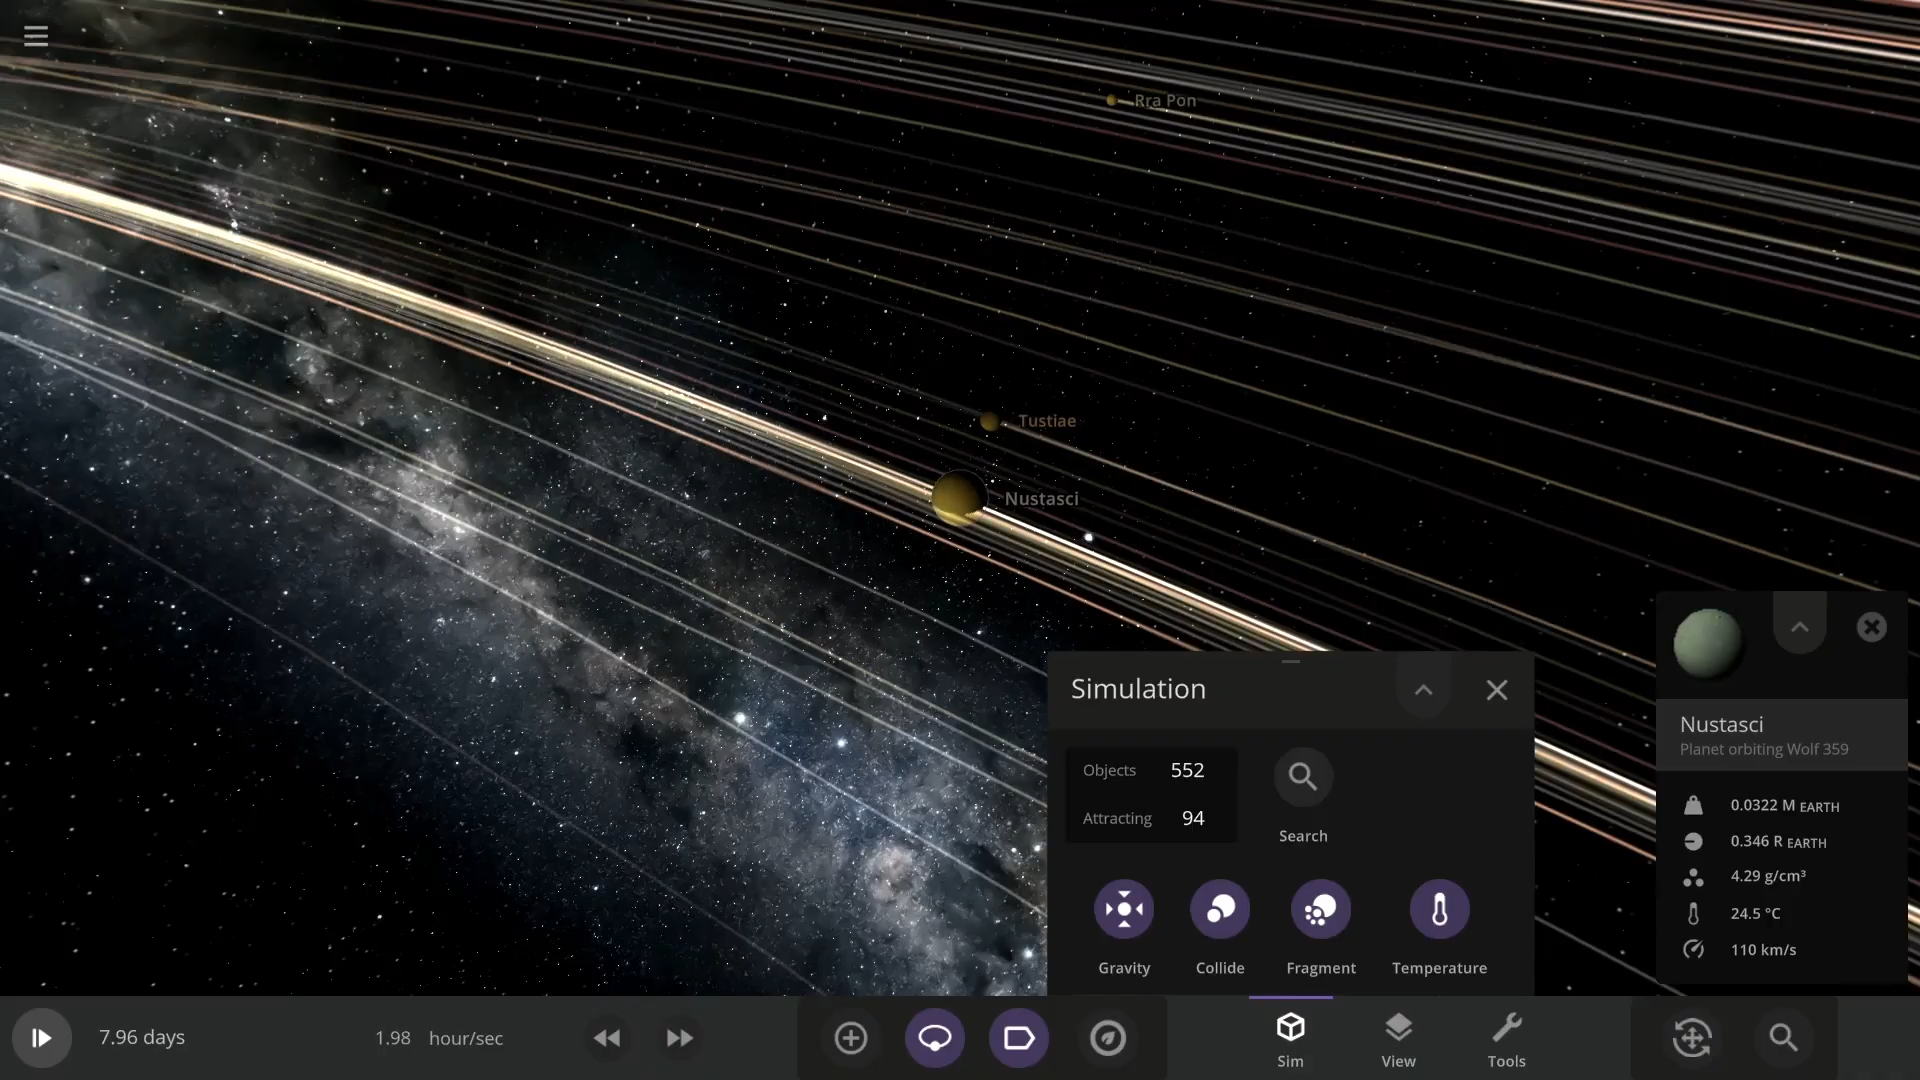 Rra Pon
Tustiae
Nustasci
Simulation
Objects 552
Attracting 94
Search
Gravity Collide Fragment Temperature
Nustasci
Planet orbiting Wolf 359
0.0322 M EARTH
0.346 R EARTH
4.29 g/cm³
24.5 °C
110 km/s
7.96 days 1.98 hour/sec
Sim View Tools